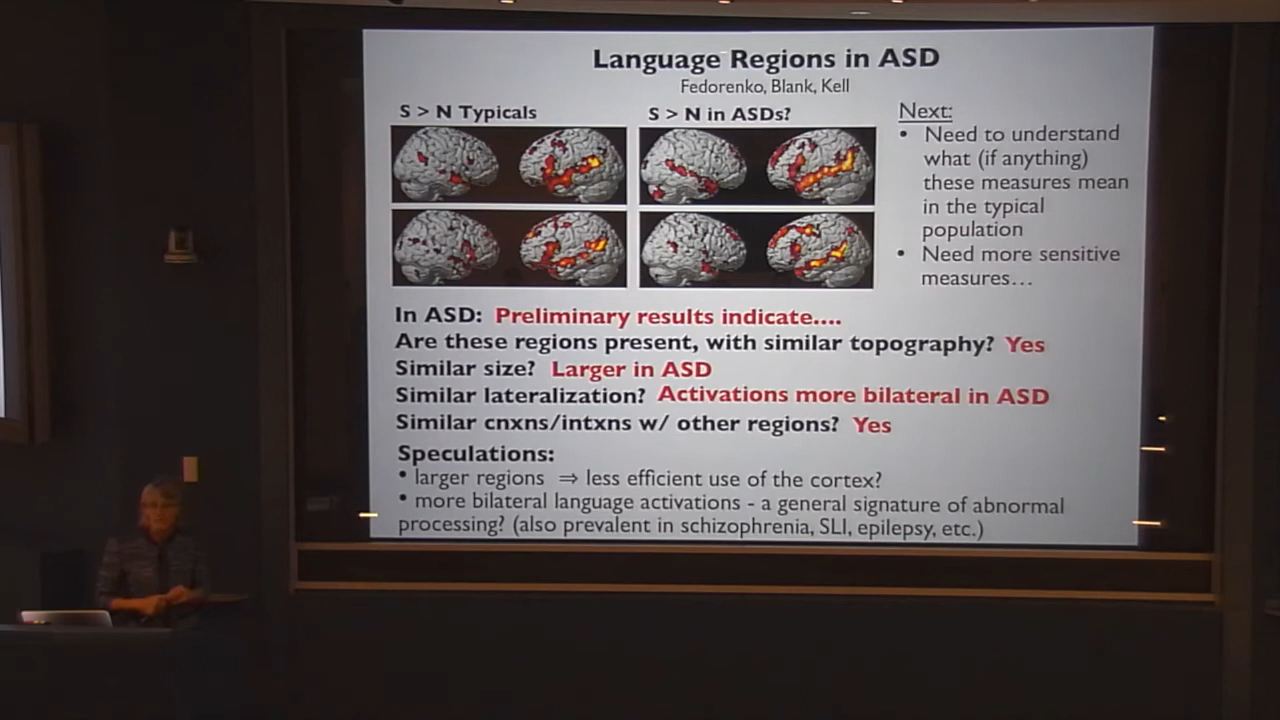 Language Regions in ASD
Fedorenko, Blank, Kell
S > N Typicals
S > N in ASDs?
Next:
• Need to understand
what (if anything)
these measures mean
in the typical
population
• Need more sensitive
measures…
In ASD: Preliminary results indicate....
Are these regions present, with similar topography? Yes
Similar size? Larger in ASD
Similar lateralization? Activations more bilateral in ASD
Similar cnxns/intxns w/ other regions? Yes
Speculations:
• larger regions ⇒ less efficient use of the cortex?
• more bilateral language activations - a general signature of abnormal
processing? (also prevalent in schizophrenia, SLI, epilepsy, etc.)